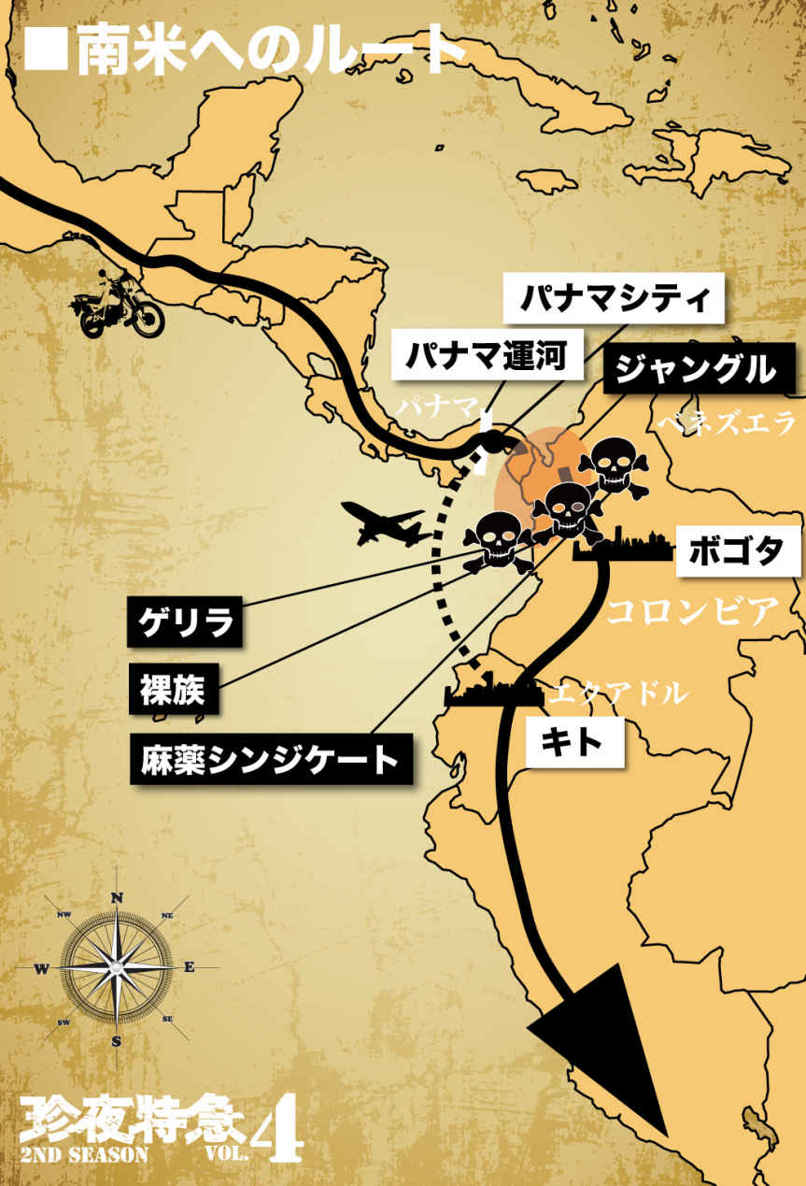 ■南米へのルート
パナマシティ
パナマ運河
ジャングル
パナマ
ベネズエラ
ボゴタ
ゲリラ
コロンビア
裸族
エクアドル
キト
麻薬シンジケート
N
NW
NE
W
E
SW
SE
S
珍夜特急4
2ND SEASON VOL.